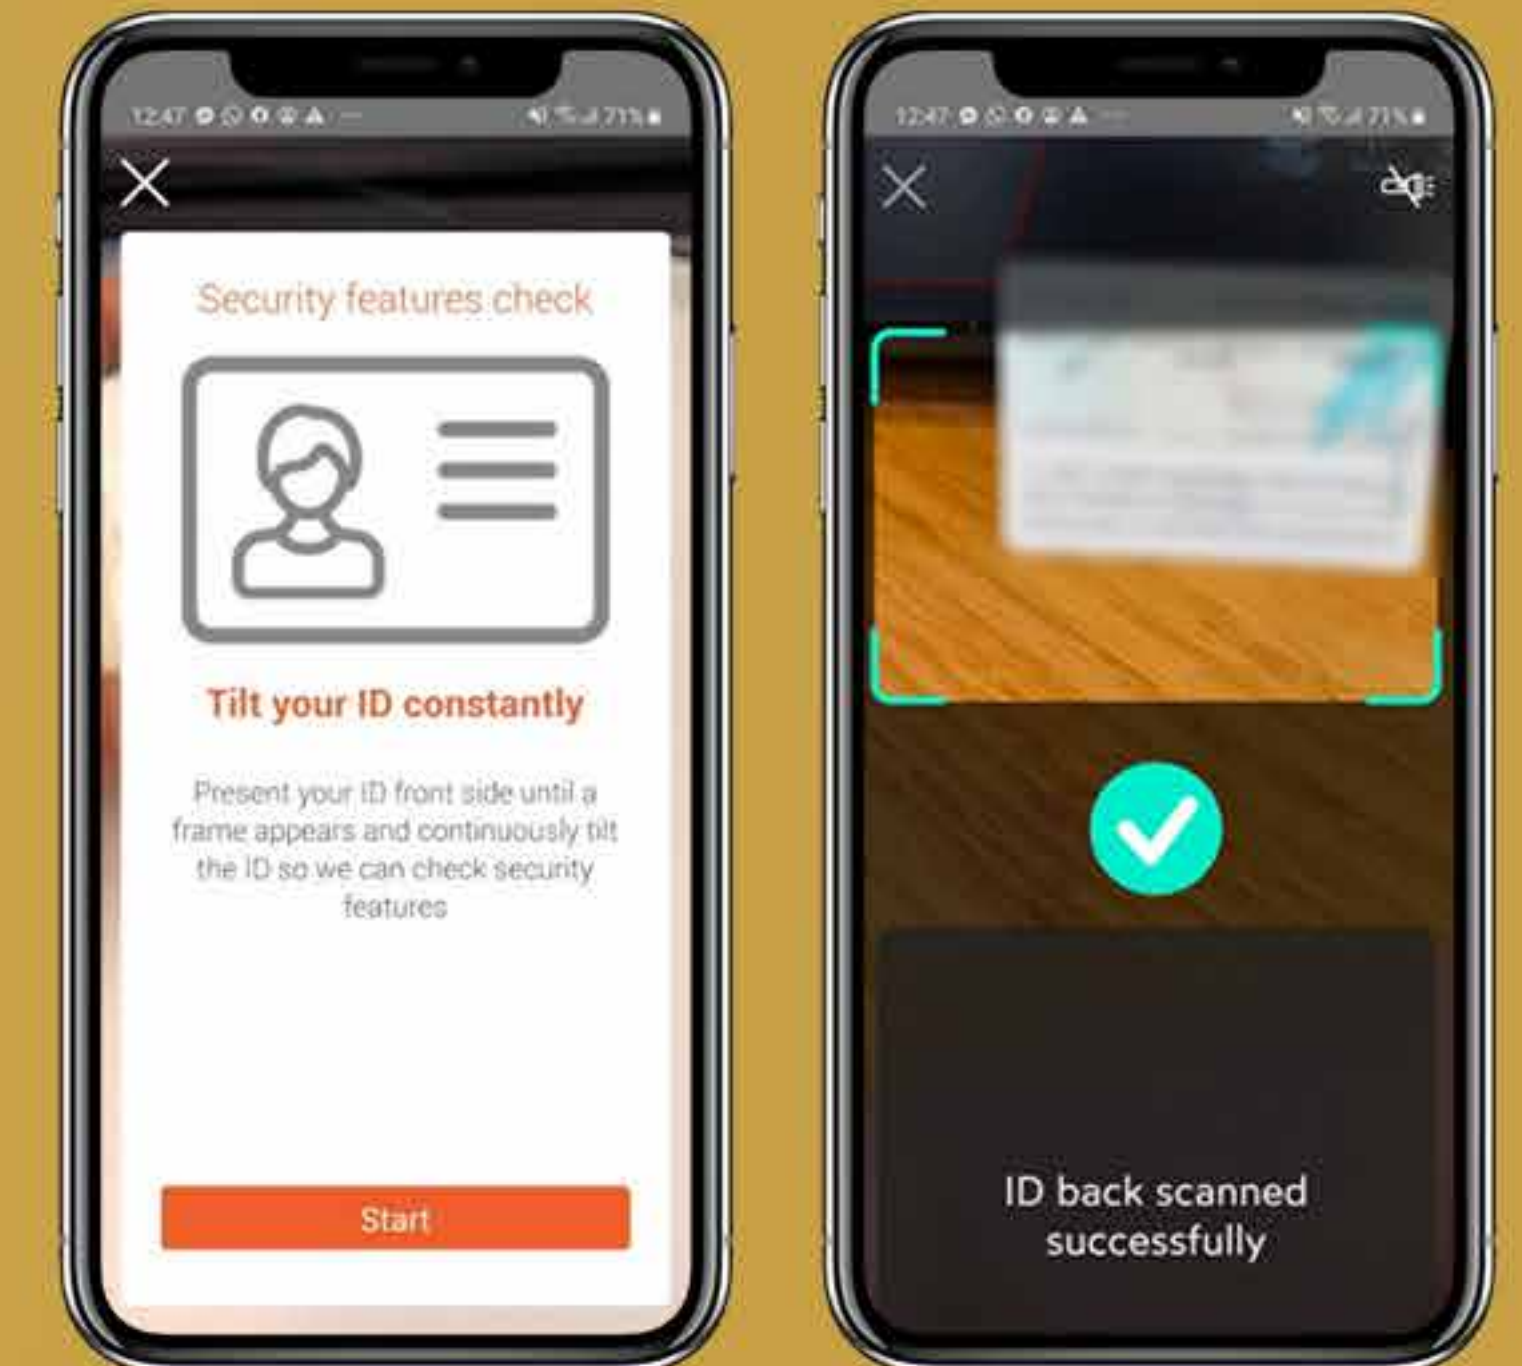 12:47
71%
Security features check
Tilt your ID constantly
Present your ID front side until a
frame appears and continuously tilt
the ID so we can check security
features
Start
12:47
71%
ID back scanned
successfully